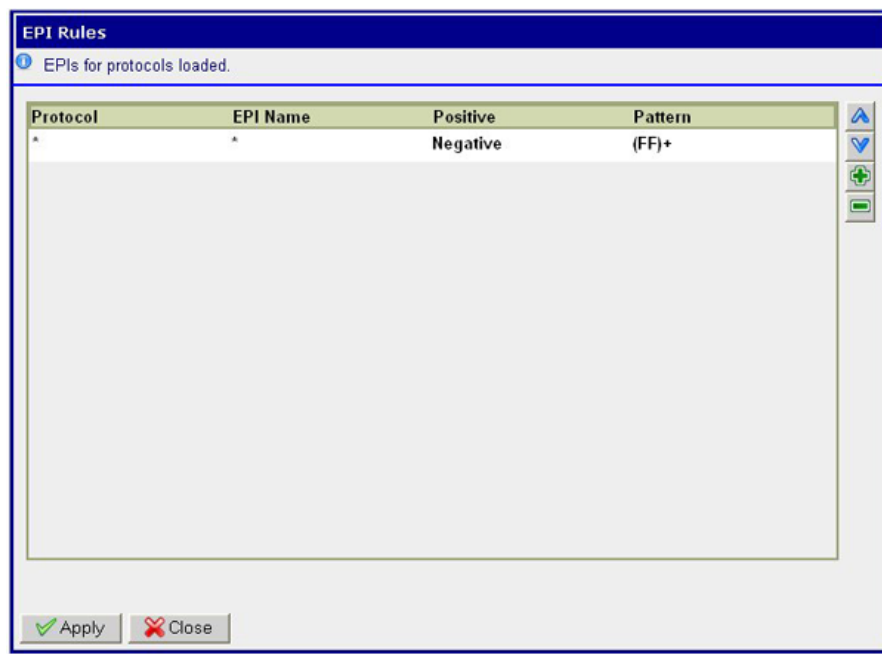 EPI Rules
EPIs for protocols loaded.
Protocol EPI Name Positive Pattern
* * Negative (FF)+
Apply Close